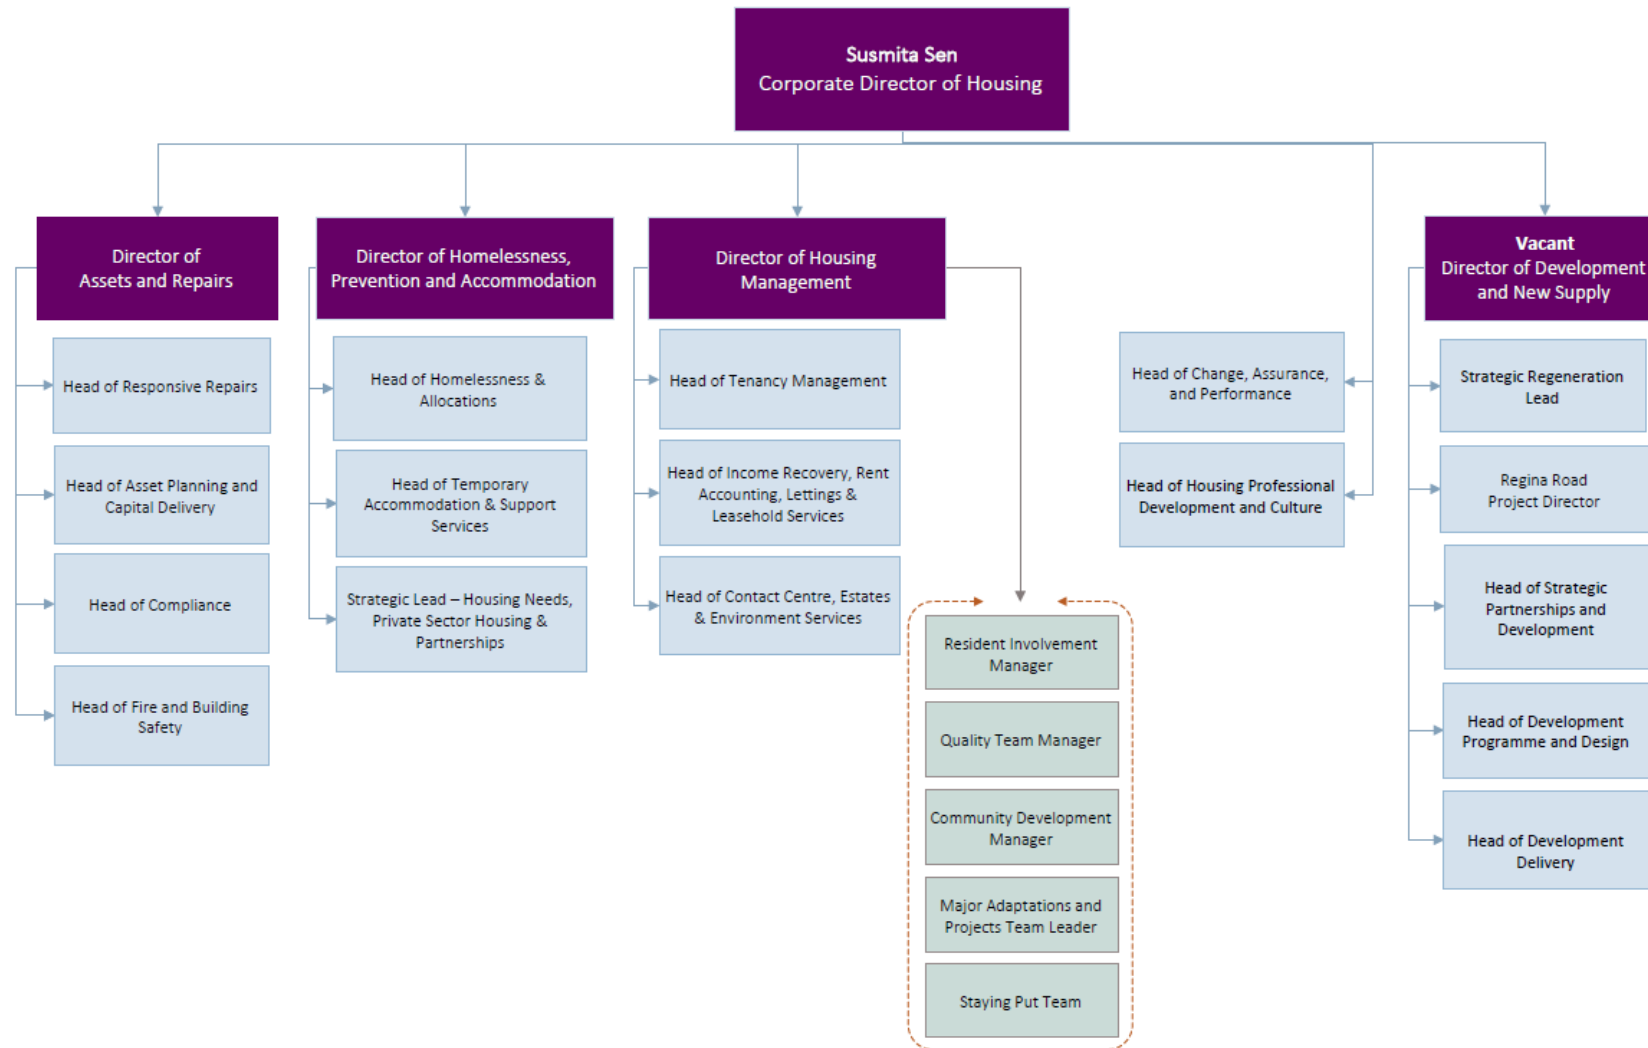 Susmita Sen
Corporate Director of Housing
Director of
Assets and Repairs
Head of Responsive Repairs
Head of Asset Planning and
Capital Delivery
Head of Compliance
Head of Fire and Building
Safety
Director of Homelessness,
Prevention and Accommodation
Head of Homelessness &
Allocations
Head of Temporary
Accommodation & Support
Services
Strategic Lead – Housing Needs,
Private Sector Housing &
Partnerships
Director of Housing
Management
Head of Tenancy Management
Head of Income Recovery, Rent
Accounting, Lettings &
Leasehold Services
Head of Contact Centre, Estates
& Environment Services
Resident Involvement
Manager
Quality Team Manager
Community Development
Manager
Major Adaptations and
Projects Team Leader
Staying Put Team
Head of Change, Assurance,
and Performance
Head of Housing Professional
Development and Culture
Vacant
Director of Development
and New Supply
Strategic Regeneration
Lead
Regina Road
Project Director
Head of Strategic
Partnerships and
Development
Head of Development
Programme and Design
Head of Development
Delivery